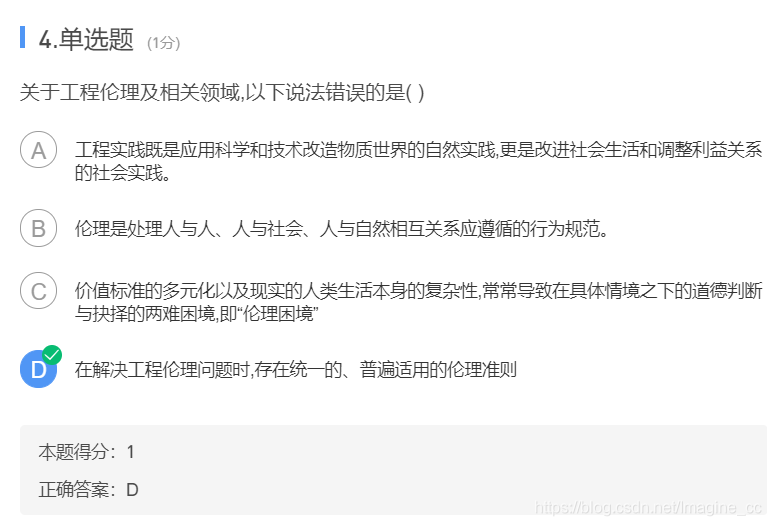 4.单选题 (1分)
关于工程伦理及相关领域,以下说法错误的是( )
A 工程实践既是应用科学和技术改造物质世界的自然实践,更是改进社会生活和调整利益关系
的社会实践。
B 伦理是处理人与人、人与社会、人与自然相互关系应遵循的行为规范。
C 价值标准的多元化以及现实的人类生活本身的复杂性,常常导致在具体情境之下的道德判断
与抉择的两难困境,即“伦理困境”
D 在解决工程伦理问题时,存在统一的、普遍适用的伦理准则
本题得分：1
正确答案：D
https://blog.csdn.net/Imagine_cc